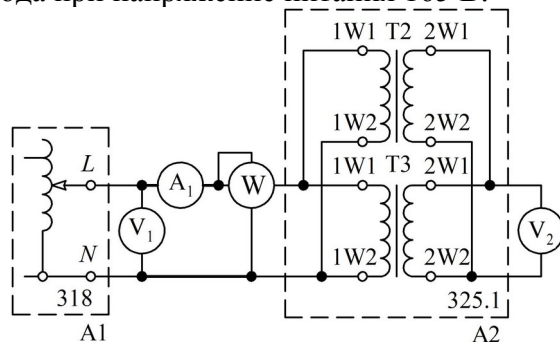 ода при напряжение питания 165 В.
1W1 T2 2W1
1W2 2W2
L A₁ W 1W1 T3 2W1
V₁ V₂
N 1W2 2W2
318 325.1
A1 A2